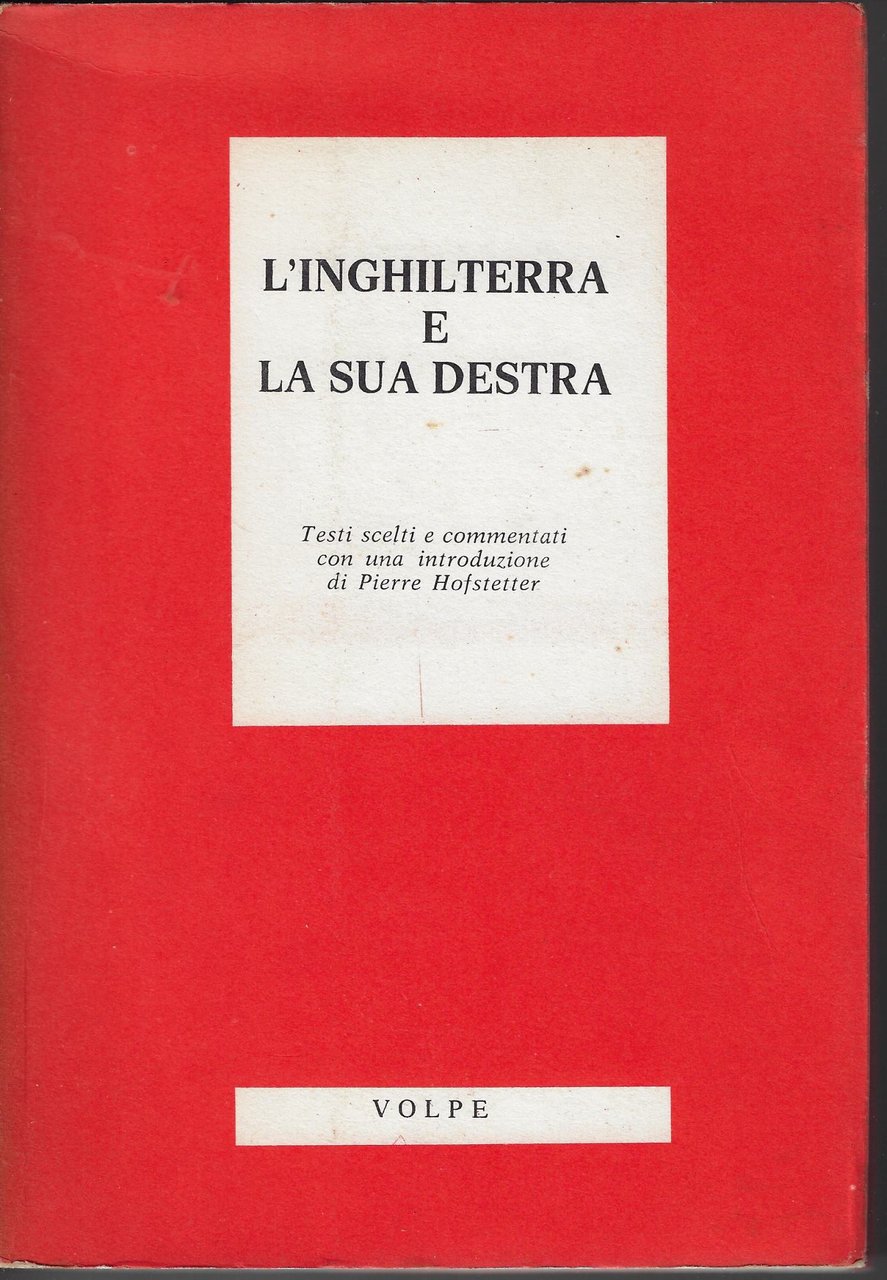 L'INGHILTERRA
E
LA SUA DESTRA
Testi scelti e commentati
con una introduzione
di Pierre Hofstetter
VOLPE